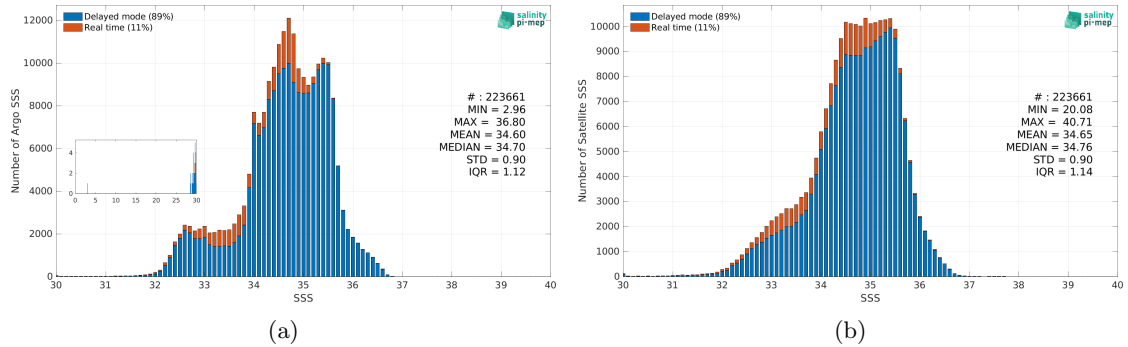 Delayed mode (89%)
Real time (11%)
salinity
pi-mep
12000
10000
8000
6000
4000
2000
0
Number of Argo SSS
# : 223661
MIN = 2.96
MAX = 36.80
MEAN = 34.60
MEDIAN = 34.70
STD = 0.90
IQR = 1.12
4
2
0
0 5 10 15 20 25 30
30 31 32 33 34 35 36 37 38 39 40
SSS
(a)
Delayed mode (89%)
Real time (11%)
salinity
pi-mep
10000
9000
8000
7000
6000
5000
4000
3000
2000
1000
0
Number of Satellite SSS
# : 223661
MIN = 20.08
MAX = 40.71
MEAN = 34.65
MEDIAN = 34.76
STD = 0.90
IQR = 1.14
30 31 32 33 34 35 36 37 38 39 40
SSS
(b)